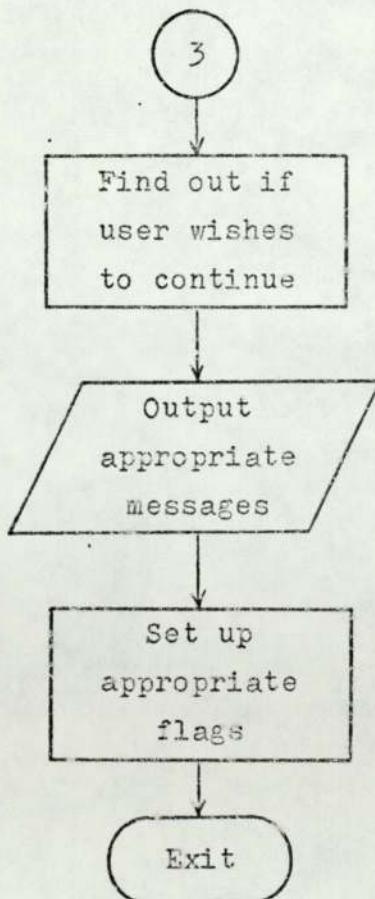 3
Find out if
user wishes
to continue
Output
appropriate
messages
Set up
appropriate
flags
Exit